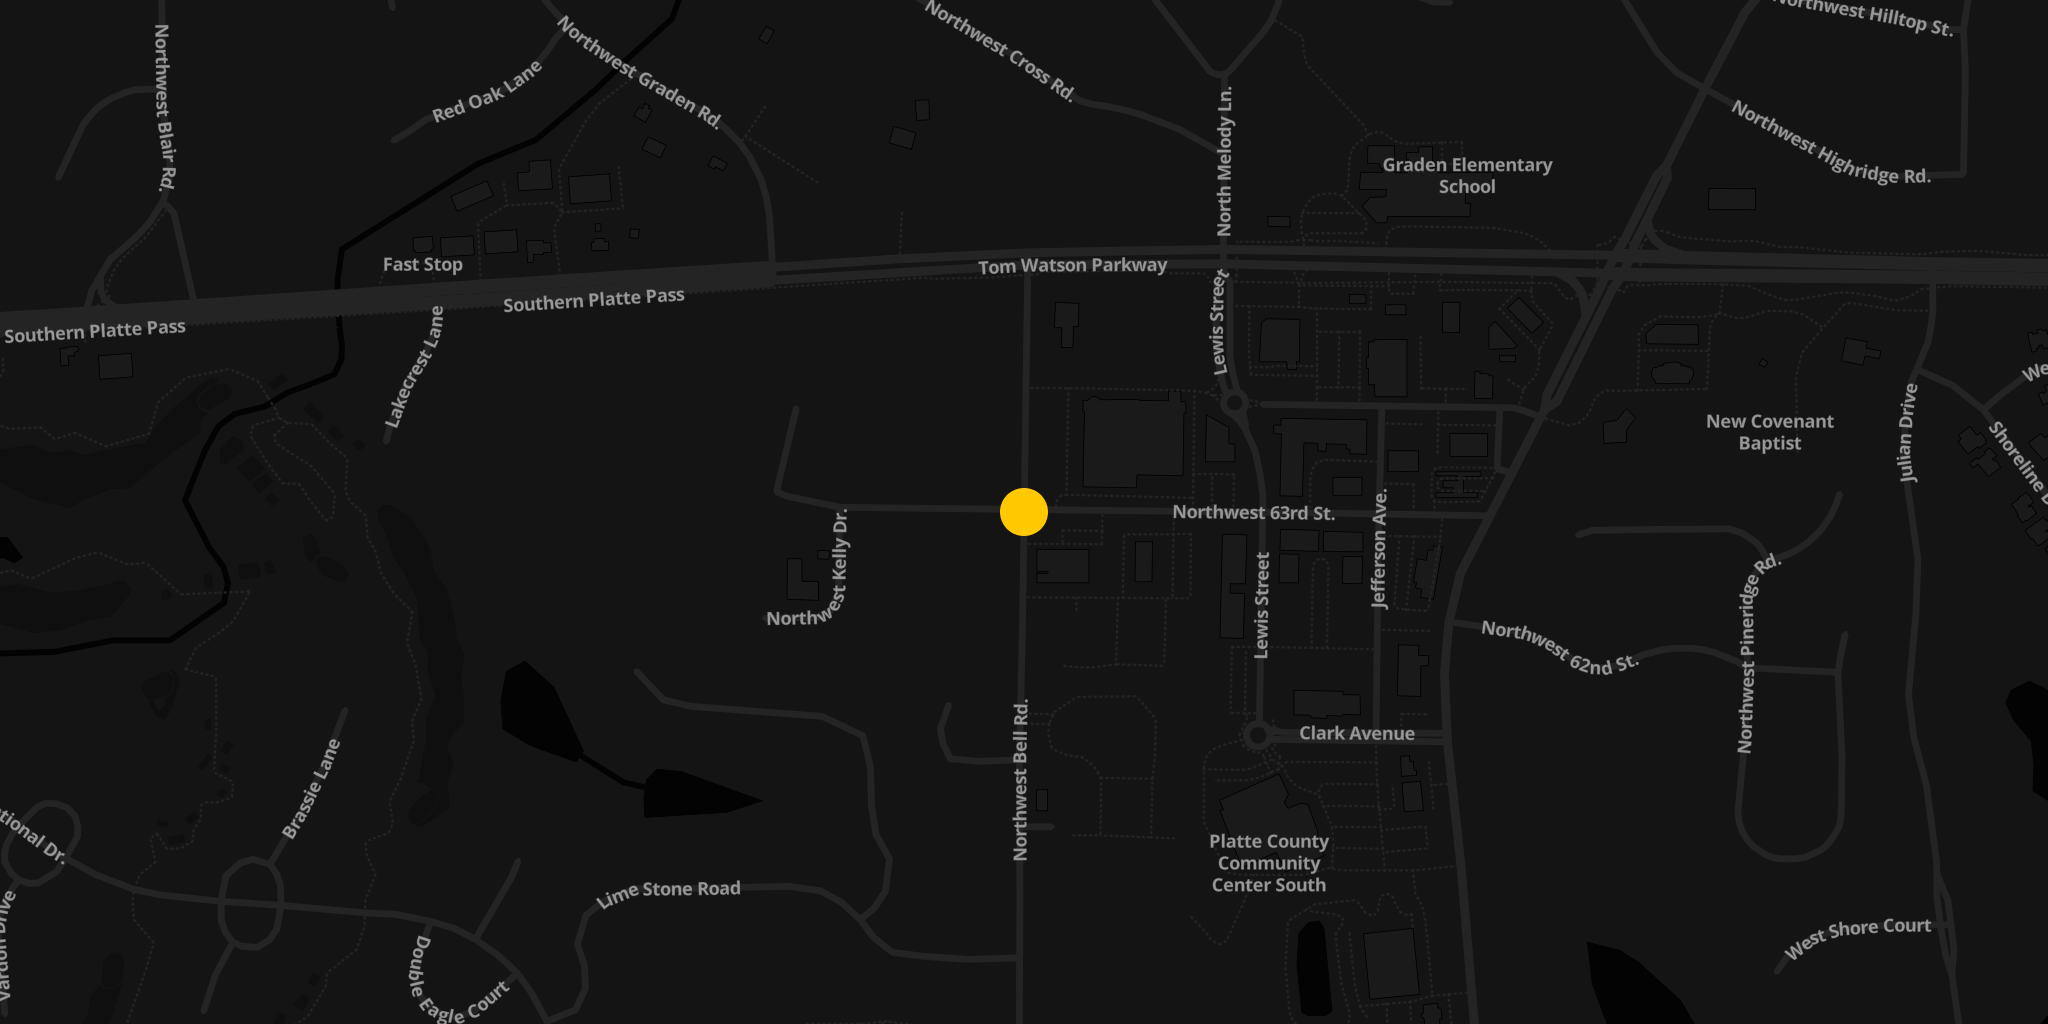 Northwest Hilltop St.
Northwest Cross Rd.
Northwest Graden Rd.
Northwest Blair Rd.
Red Oak Lane
North Melody Ln.
Northwest Highridge Rd.
Graden Elementary
School
Fast Stop
Tom Watson Parkway
Southern Platte Pass
Southern Platte Pass
Lewis Street
Lakecrest Lane
New Covenant
Baptist
Julian Drive
Shoreline
Northwest 63rd St.
Jefferson Ave.
Northwest Kelly Dr.
Lewis Street
Northwest Pineridge Rd.
Northwest 62nd St.
Northwest Bell Rd.
Clark Avenue
Brassie Lane
tional Dr.
Platte County
Community
Center South
Lime Stone Road
Vardon Drive
West Shore Court
Double Eagle Court